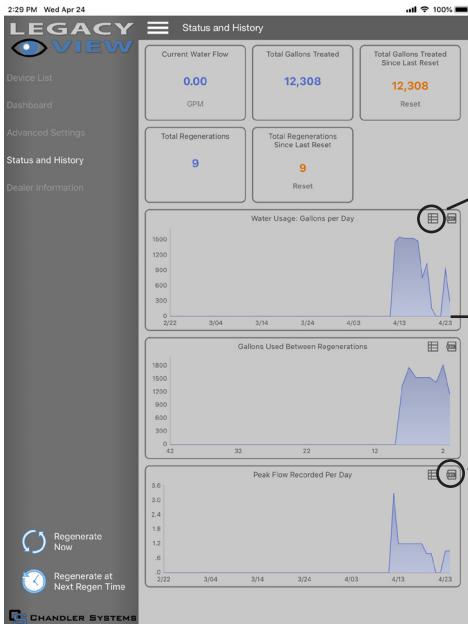 2:29 PM Wed Apr 24
100%
LEGACY
VIEW
Status and History
Device List
Dashboard
Advanced Settings
Status and History
Dealer Information
Current Water Flow
0.00
GPM
Total Gallons Treated
12,308
Total Gallons Treated
Since Last Reset
12,308
Reset
Total Regenerations
9
Total Regenerations
Since Last Reset
9
Reset
Water Usage: Gallons per Day
1500
1200
900
600
300
0
2/22 3/04 3/14 3/24 4/03 4/13 4/23
Gallons Used Between Regenerations
1800
1500
1200
900
600
300
0
42 32 22 12 2
Peak Flow Recorded Per Day
3.6
3.0
2.4
1.8
1.2
.6
.0
2/22 3/04 3/14 3/24 4/03 4/13 4/23
Regenerate
Now
Regenerate at
Next Regen Time
CHANDLER SYSTEMS